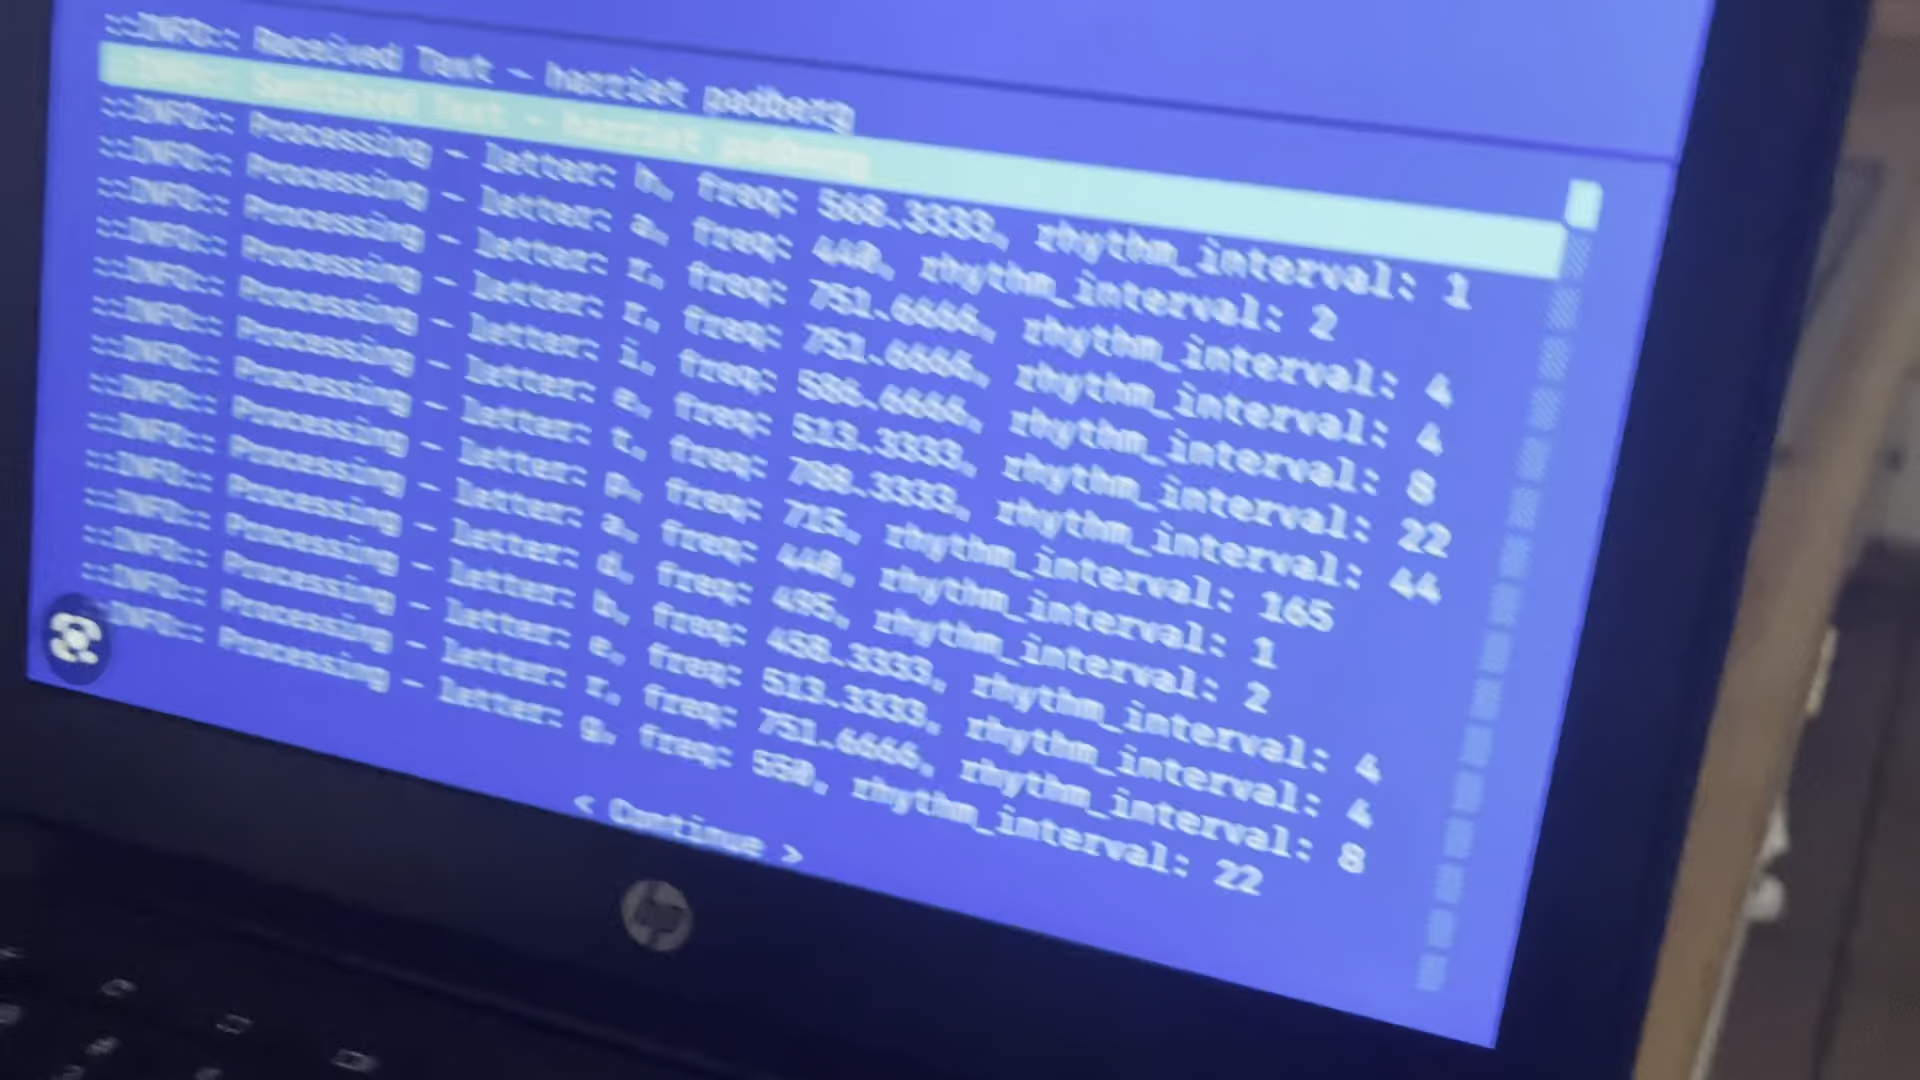 ::INFO:: Received Text - harriet padberg
::INFO:: Sanitized Text - harriet padberg
::INFO:: Processing - letter: h, freq: 568.3333, rhythm_interval: 1
::INFO:: Processing - letter: a, freq: 440, rhythm_interval: 2
::INFO:: Processing - letter: r, freq: 751.6666, rhythm_interval: 4
::INFO:: Processing - letter: r, freq: 751.6666, rhythm_interval: 4
::INFO:: Processing - letter: i, freq: 586.6666, rhythm_interval: 8
::INFO:: Processing - letter: e, freq: 513.3333, rhythm_interval: 22
::INFO:: Processing - letter: t, freq: 788.3333, rhythm_interval: 44
::INFO:: Processing - letter: p, freq: 715, rhythm_interval: 165
::INFO:: Processing - letter: a, freq: 440, rhythm_interval: 1
::INFO:: Processing - letter: d, freq: 495, rhythm_interval: 2
::INFO:: Processing - letter: b, freq: 458.3333, rhythm_interval: 4
::INFO:: Processing - letter: e, freq: 513.3333, rhythm_interval: 4
::INFO:: Processing - letter: r, freq: 751.6666, rhythm_interval: 8
::INFO:: Processing - letter: g, freq: 550, rhythm_interval: 22
< Continue >
hp